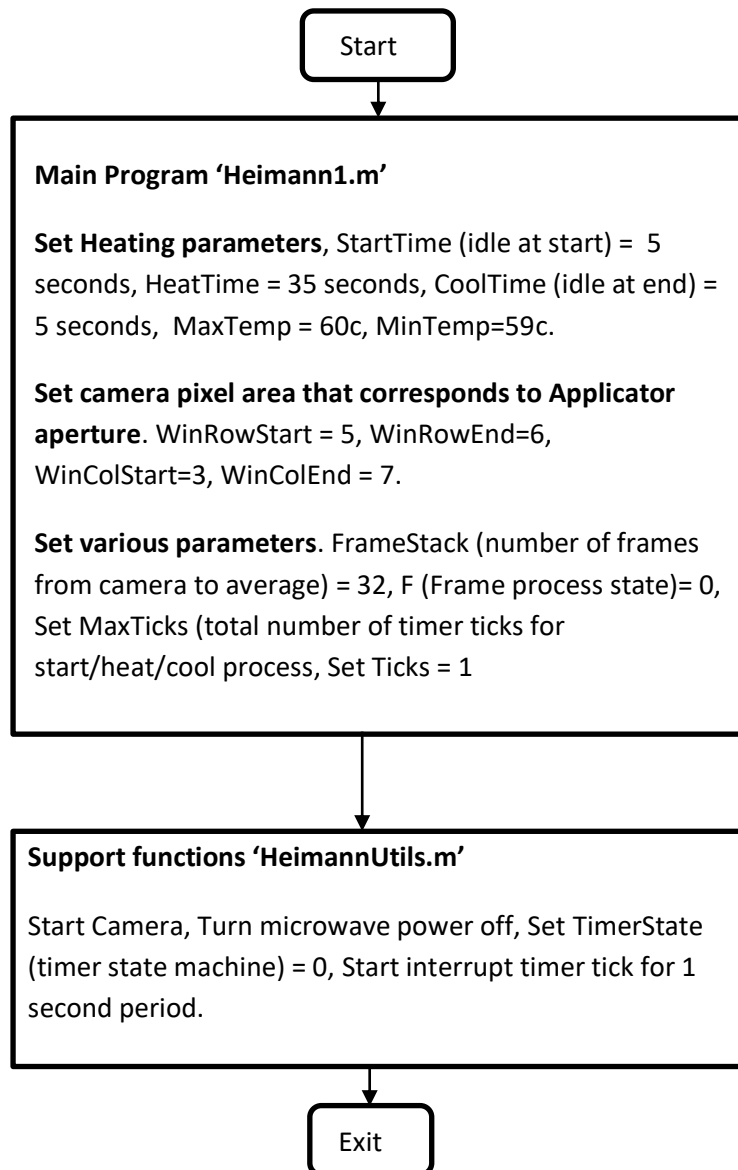 Start
Main Program ‘Heimann1.m’
Set Heating parameters, StartTime (idle at start) =  5
seconds, HeatTime = 35 seconds, CoolTime (idle at end) =
5 seconds,  MaxTemp = 60c, MinTemp=59c.
Set camera pixel area that corresponds to Applicator
aperture. WinRowStart = 5, WinRowEnd=6,
WinColStart=3, WinColEnd = 7.
Set various parameters. FrameStack (number of frames
from camera to average) = 32, F (Frame process state)= 0,
Set MaxTicks (total number of timer ticks for
start/heat/cool process, Set Ticks = 1
Support functions ‘HeimannUtils.m’
Start Camera, Turn microwave power off, Set TimerState
(timer state machine) = 0, Start interrupt timer tick for 1
second period.
Exit